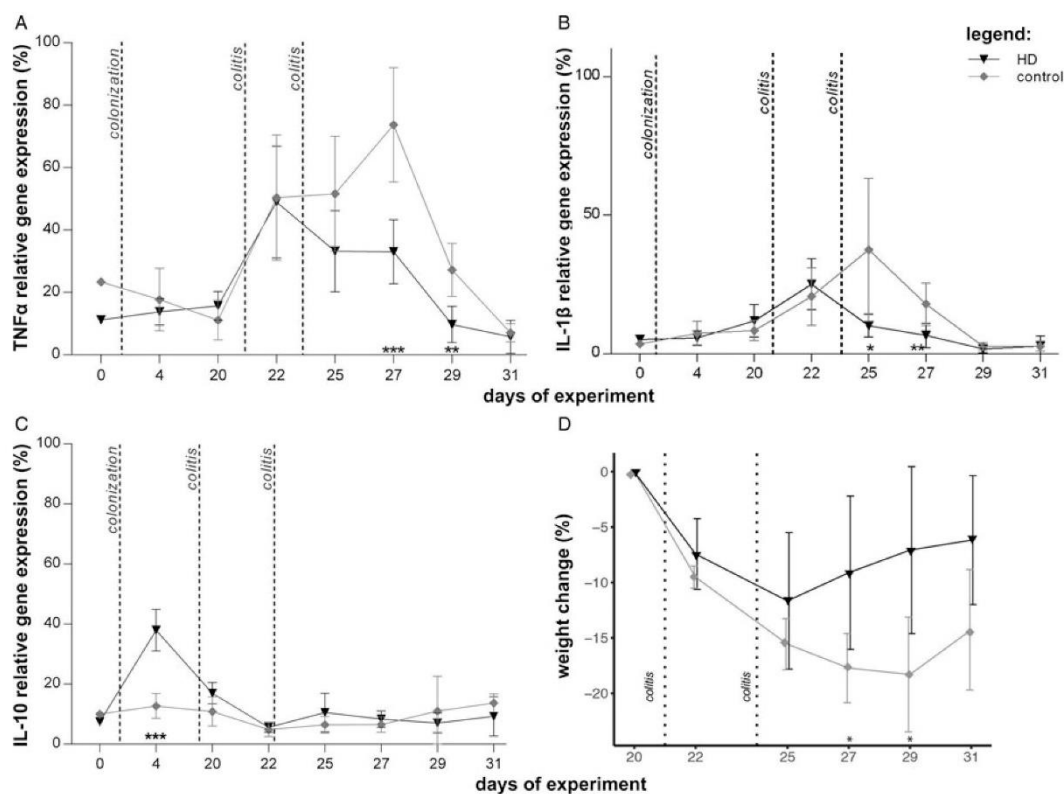 A
TNFα relative gene expression (%)
100
80
60
40
20
0
colonization
colitis
colitis
***
**
0 4 20 22 25 27 29 31
days of experiment
B
IL-1β relative gene expression (%)
100
50
0
colonization
colitis
colitis
*
**
0 4 20 22 25 27 29 31
legend:
HD
control
C
IL-10 relative gene expression (%)
100
80
60
40
20
0
colonization
colitis
colitis
***
0 4 20 22 25 27 29 31
days of experiment
D
weight change (%)
0
−5
−10
−15
−20
colitis
colitis
*
*
20 22 25 27 29 31